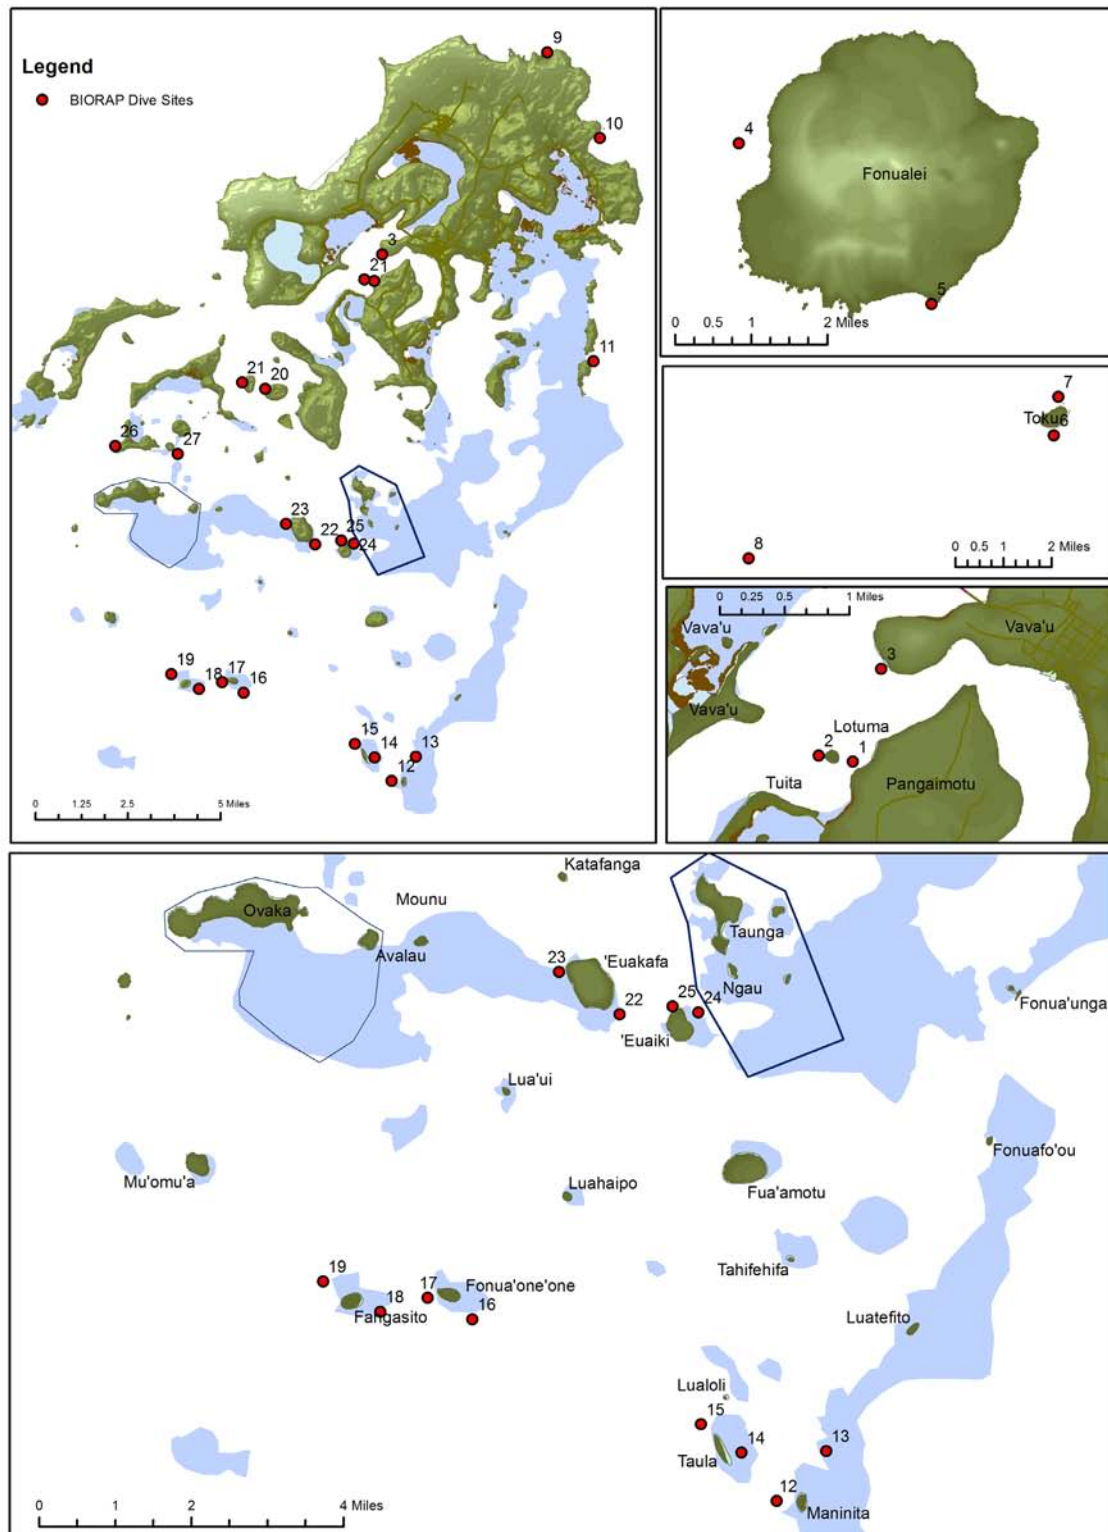 Legend
BIORAP Dive Sites
9
10
3
21
11
21
20
26
27
23
22
25
24
19
18
17
16
15
14
13
12
0 1.25 2.5 5 Miles
4
Fonualei
5
0 0.5 1 2 Miles
7
Toku
6
8
0 0.5 1 2 Miles
0 0.25 0.5 1 Miles
Vava'u
Vava'u
3
Vava'u
Lotuma
2
1
Tuita
Pangaimotu
Katafanga
Ovaka
Mounu
Taunga
Avalau
'Euakafa
23
Ngau
22
25
24
Fonua'unga
'Euaiki
Lua'ui
Fonuafo'ou
Mu'omu'a
Luahaipo
Fua'amotu
Tahifehifa
19
17
Fonua'one'one
18
Fangasito
16
Luatefito
Lualoli
15
14
13
Taula
12
Maninita
0 1 2 4 Miles